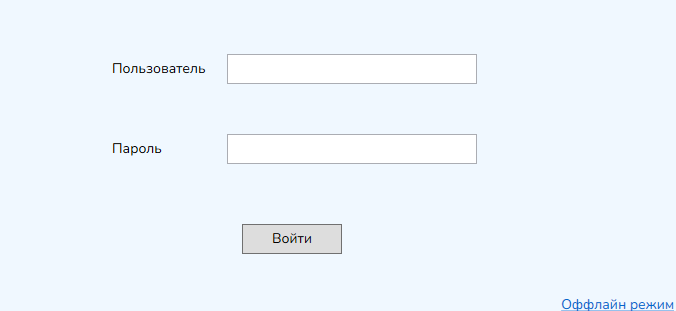 Пользователь
Пароль
Войти
Оффлайн режим